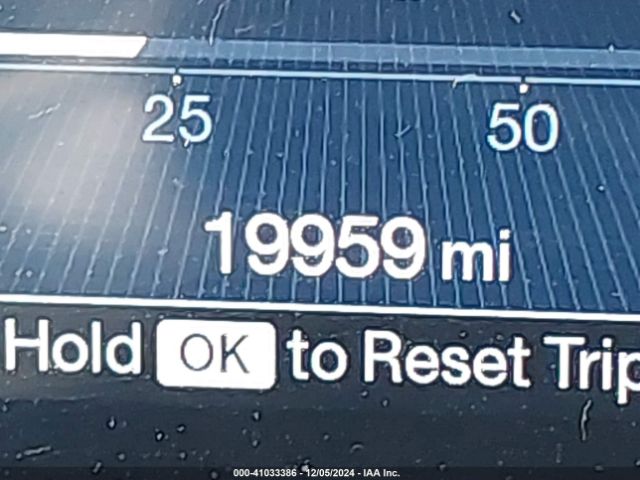 25 50
19959 mi
Hold OK to Reset Trip
000-41033386 - 12/05/2024 - IAA Inc.